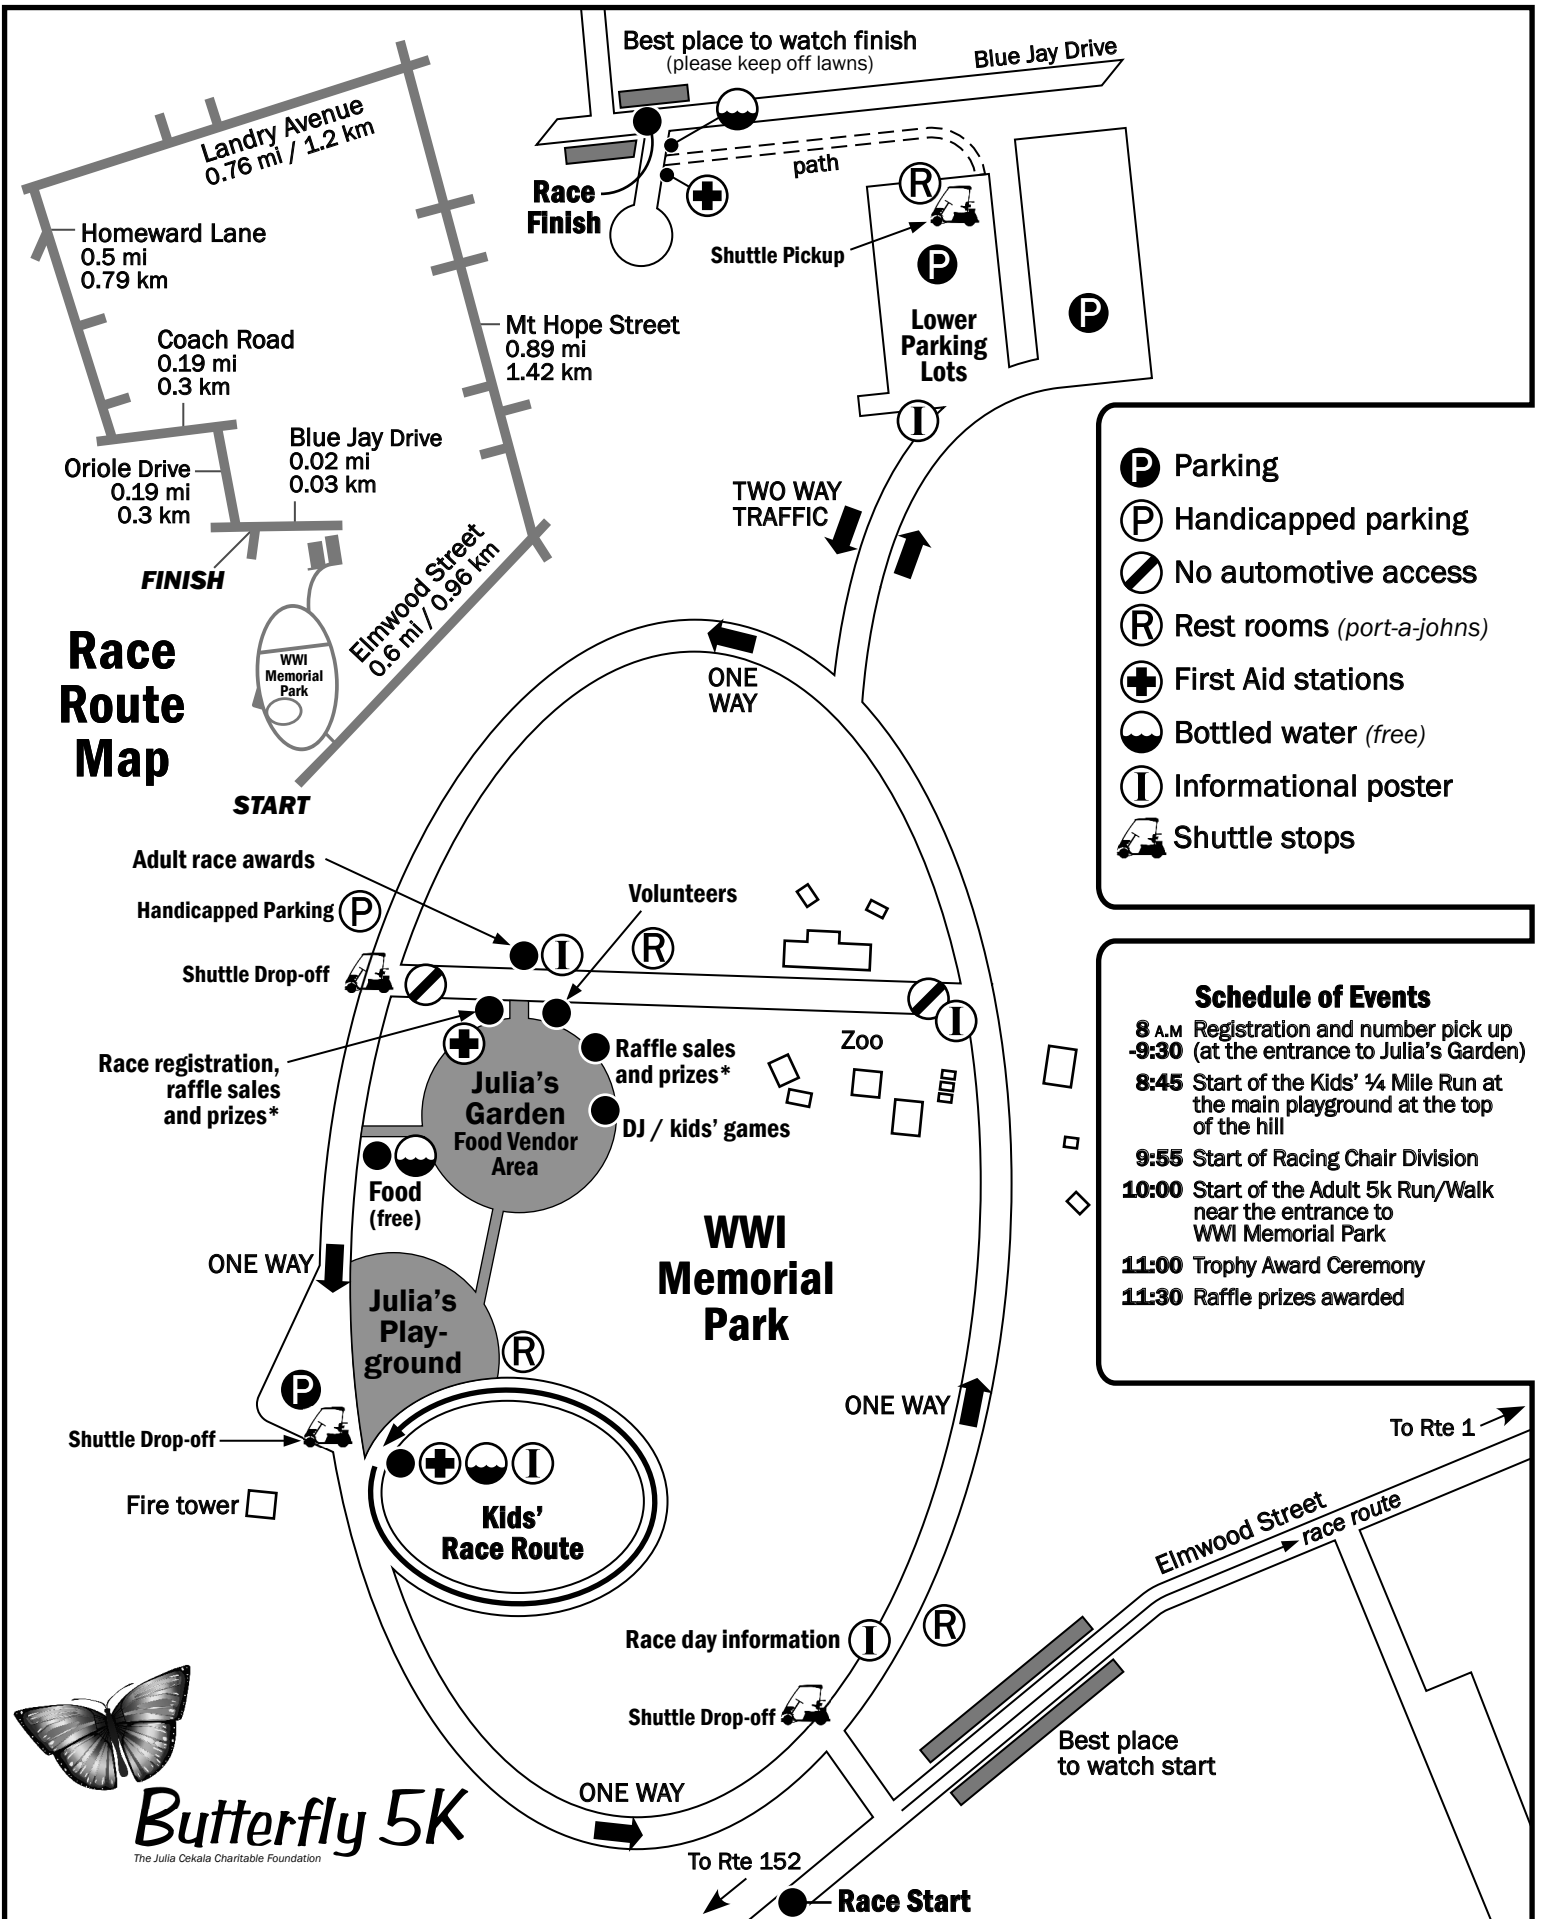 Best place to watch finish
(please keep off lawns)
Blue Jay Drive
path
Race
Finish
R
Shuttle Pickup
P
P
Lower
Parking
Lots
I
TWO WAY
TRAFFIC
Landry Avenue
0.76 mi / 1.2 km
Homeward Lane
0.5 mi
0.79 km
Coach Road
0.19 mi
0.3 km
Mt Hope Street
0.89 mi
1.42 km
Blue Jay Drive
0.02 mi
0.03 km
Oriole Drive
0.19 mi
0.3 km
FINISH
Elmwood Street
0.6 mi / 0.96 km
WWI
Memorial
Park
START
Race
Route
Map
P Parking
P Handicapped parking
No automotive access
R Rest rooms (port-a-johns)
First Aid stations
Bottled water (free)
I Informational poster
Shuttle stops
ONE
WAY
Adult race awards
Handicapped Parking P
Volunteers
I
R
Shuttle Drop-off
I
Zoo
Race registration,
raffle sales
and prizes*
Raffle sales
and prizes*
Julia's
Garden
Food Vendor
Area
DJ / kids' games
Food
(free)
WWI
Memorial
Park
ONE WAY
Julia's
Play-
ground
R
P
Shuttle Drop-off
Fire tower
I
Kids'
Race Route
ONE WAY
Schedule of Events
8 A.M Registration and number pick up
-9:30 (at the entrance to Julia's Garden)
8:45 Start of the Kids' ¼ Mile Run at
the main playground at the top
of the hill
9:55 Start of Racing Chair Division
10:00 Start of the Adult 5k Run/Walk
near the entrance to
WWI Memorial Park
11:00 Trophy Award Ceremony
11:30 Raffle prizes awarded
To Rte 1
Elmwood Street
race route
Race day information I
R
Shuttle Drop-off
Best place
to watch start
ONE WAY
To Rte 152
Race Start
Butterfly 5K
The Julia Cekala Charitable Foundation